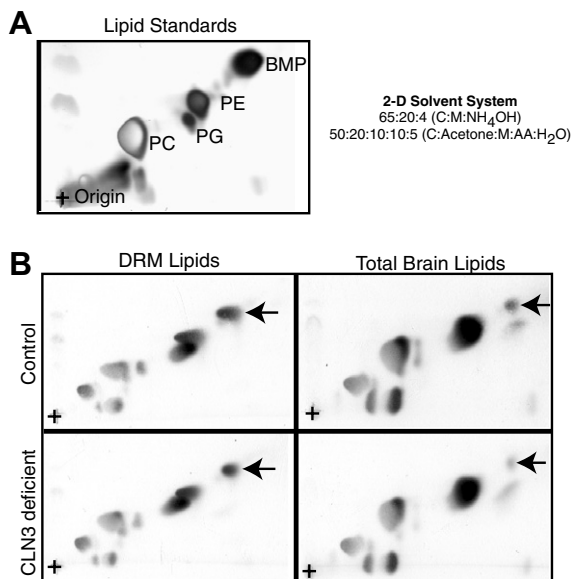 A
Lipid Standards
BMP
PE
PG
PC
+ Origin
2-D Solvent System
65:20:4 (C:M:NH₄OH)
50:20:10:10:5 (C:Acetone:M:AA:H₂O)
B
DRM Lipids
Total Brain Lipids
Control
+
+
CLN3 deficient
+
+